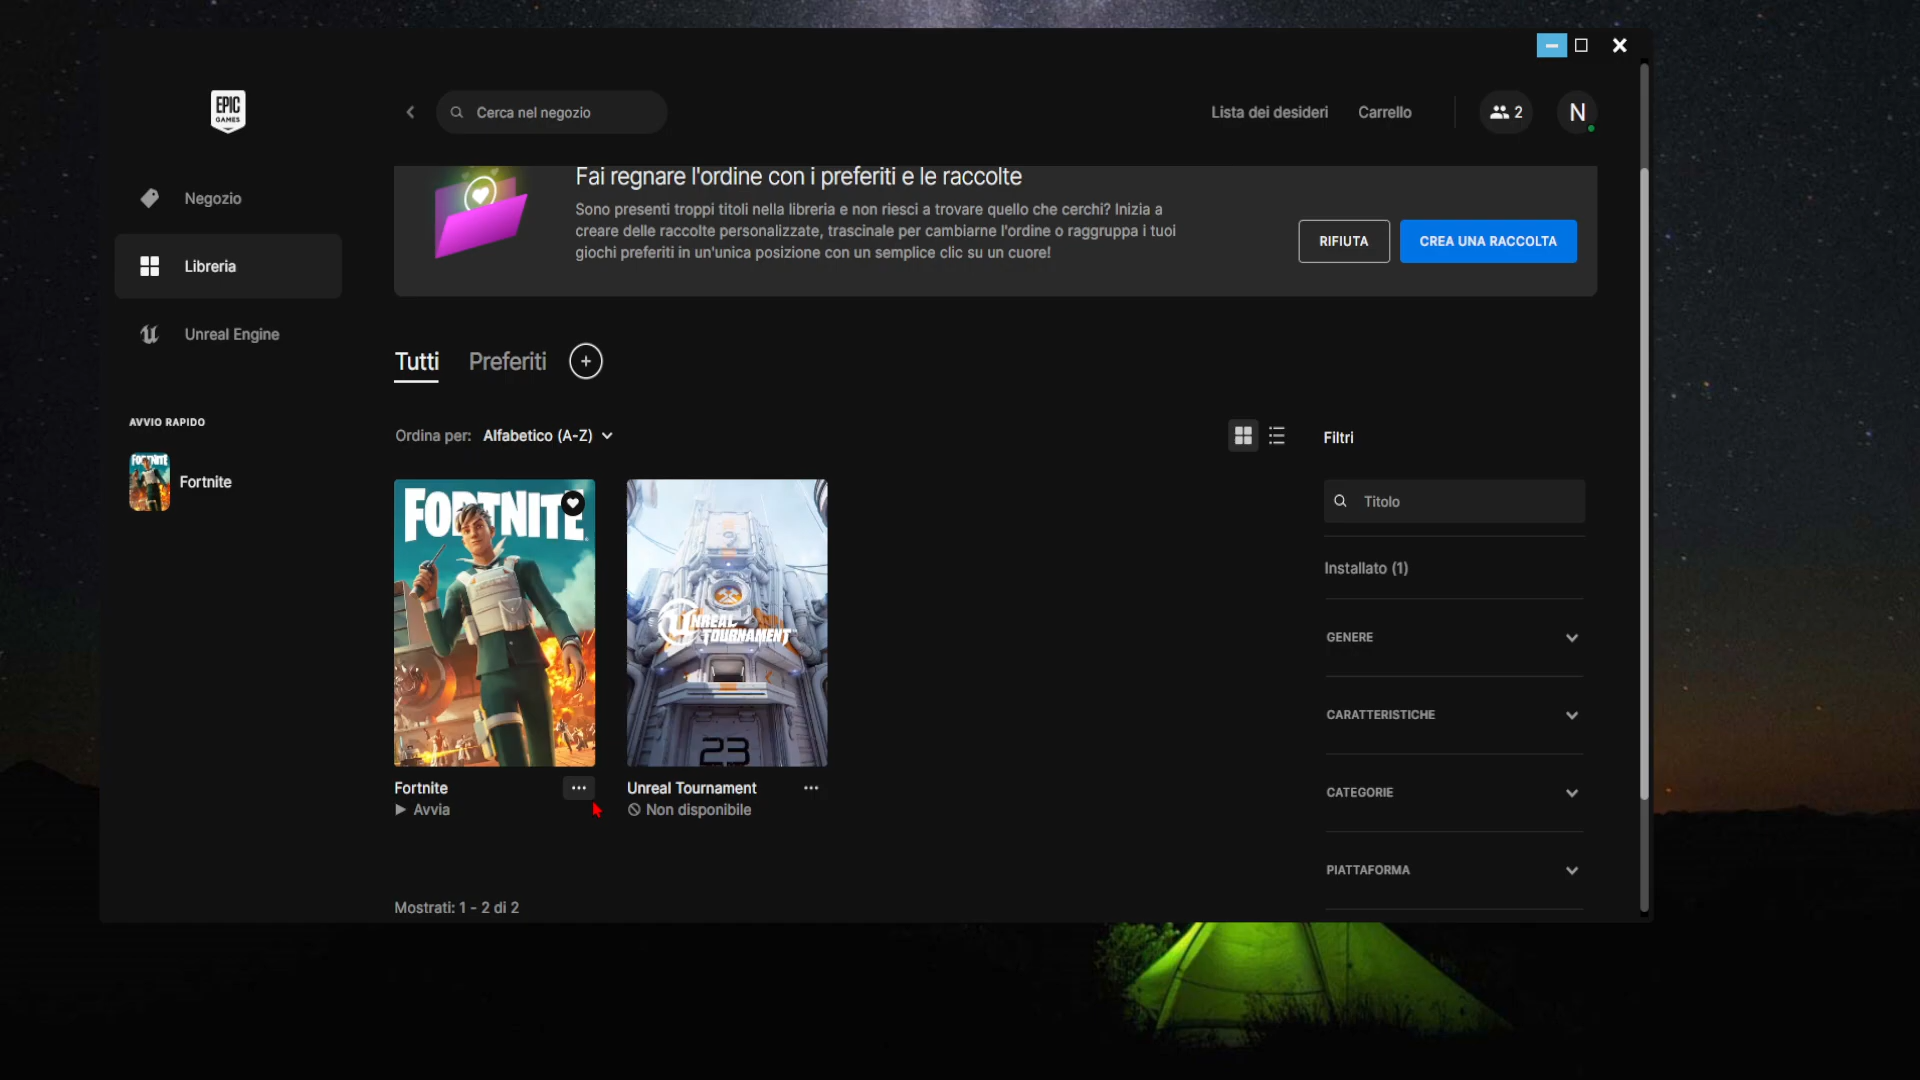 EPIC
GAMES
Cerca nel negozio
Lista dei desideri
Carrello
2
N
Negozio
Libreria
Unreal Engine
AVVIO RAPIDO
FORTNITE
Fortnite
Fai regnare l'ordine con i preferiti e le raccolte
Sono presenti troppi titoli nella libreria e non riesci a trovare quello che cerchi? Inizia a
creare delle raccolte personalizzate, trascinale per cambiarne l'ordine o raggruppa i tuoi
giochi preferiti in un'unica posizione con un semplice clic su un cuore!
RIFIUTA
CREA UNA RACCOLTA
Tutti
Preferiti
Ordina per: Alfabetico (A-Z)
FORTNITE
Fortnite
Avvia
UNREAL
TOURNAMENT
23
Unreal Tournament
Non disponibile
Mostrati: 1 - 2 di 2
Filtri
Titolo
Installato (1)
GENERE
CARATTERISTICHE
CATEGORIE
PIATTAFORMA